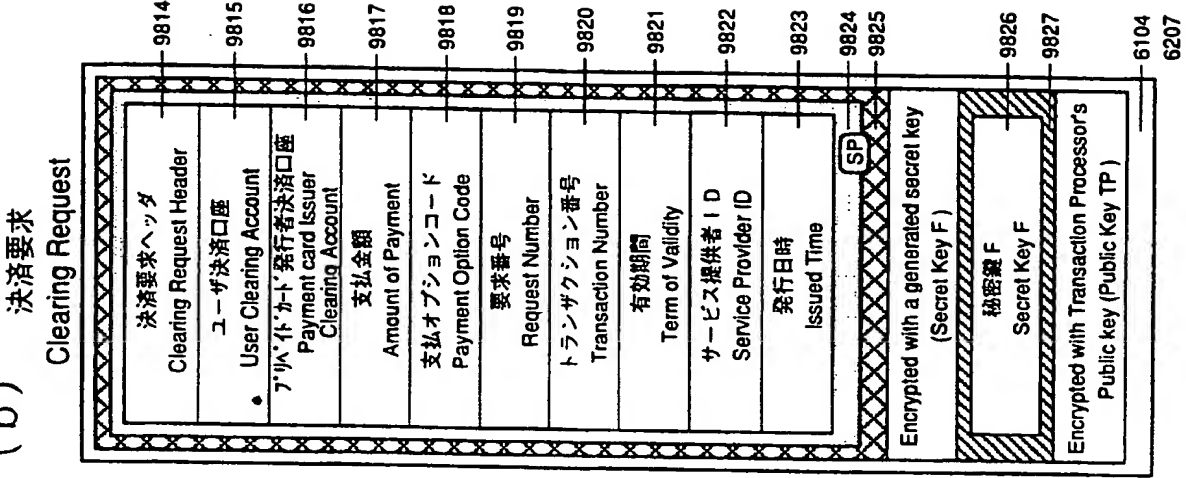 (b)
決済要求
Clearing Request
決済要求ヘッダ
Clearing Request Header
9814
ユーザ決済口座
User Clearing Account
9815
プリペイドカード発行者決済口座
Payment card Issuer
Clearing Account
9816
支払金額
Amount of Payment
9817
支払オプションコード
Payment Option Code
9818
要求番号
Request Number
9819
トランザクション番号
Transaction Number
9820
有効期間
Term of Validity
9821
サービス提供者ID
Service Provider ID
9822
発行日時
Issued Time
9823
SP
9824
9825
Encrypted with a generated secret key
(Secret Key F )
秘密鍵 F
Secret Key F
9826
9827
Encrypted with Transaction Processor's
Public key (Public Key TP )
6104
6207